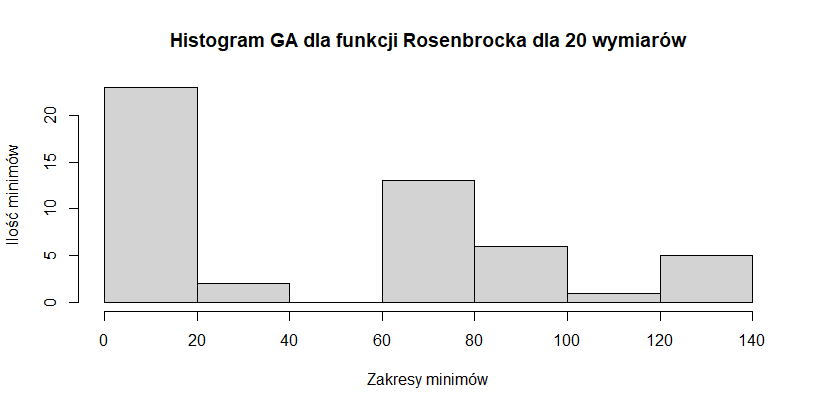 Histogram GA dla funkcji Rosenbrocka dla 20 wymiarów
Ilość minimów
20
15
10
5
0
0 20 40 60 80 100 120 140
Zakresy minimów